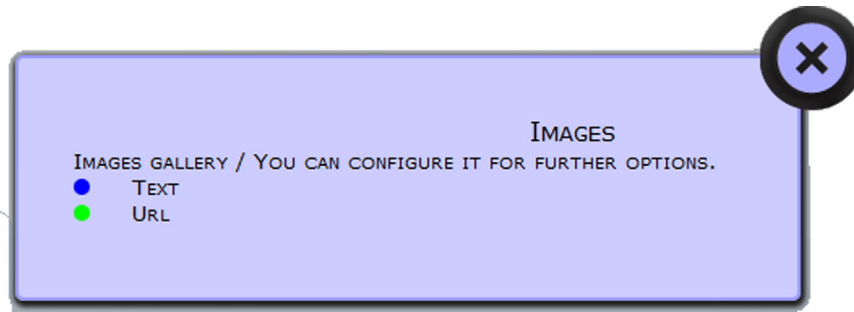 Images
Images gallery / You can configure it for further options.
Text
Url